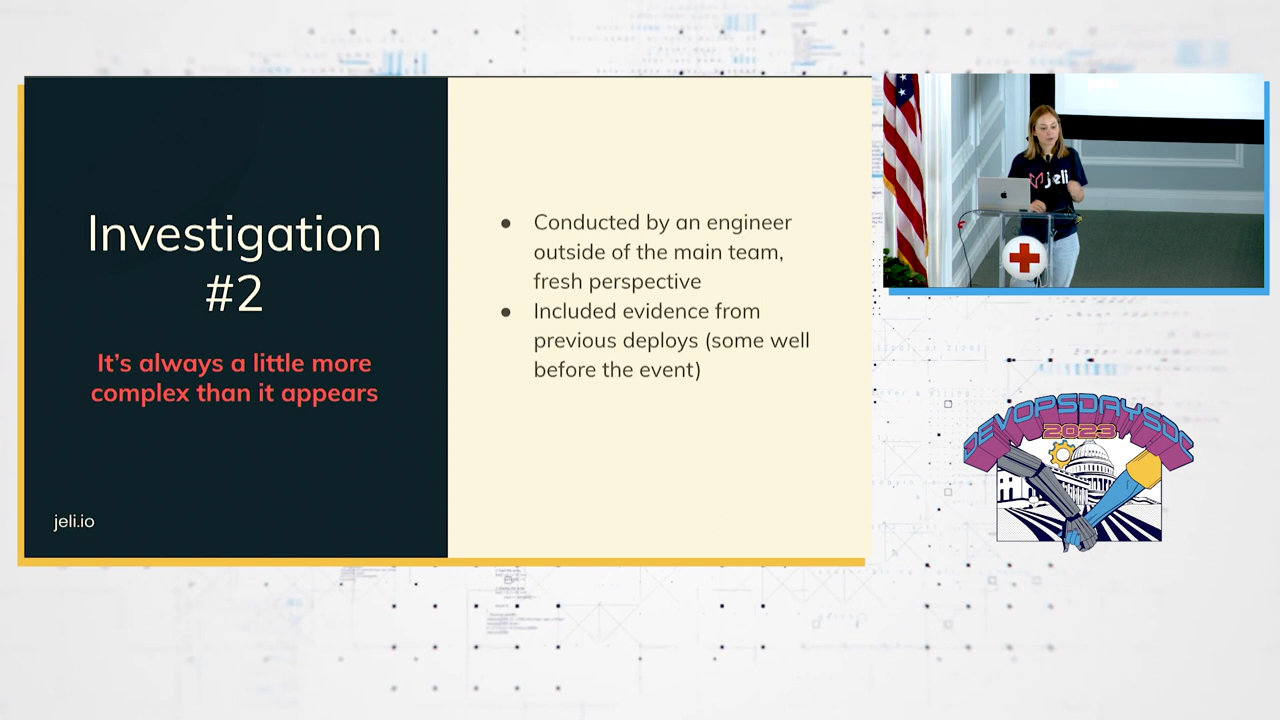 Investigation
#2
It's always a little more
complex than it appears
jeli.io
● Conducted by an engineer
outside of the main team,
fresh perspective
● Included evidence from
previous deploys (some well
before the event)
jeli
DEVOPSDAYSDC
2023